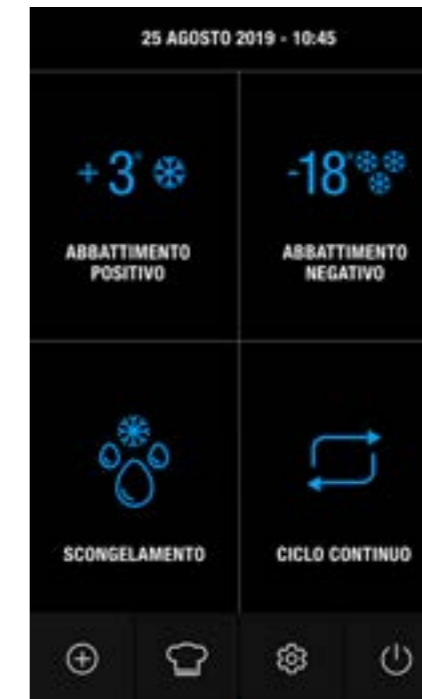 25 AGOSTO 2019 - 10:45
+3°
-18°
ABBATTIMENTO
POSITIVO
ABBATTIMENTO
NEGATIVO
SCONGELAMENTO
CICLO CONTINUO